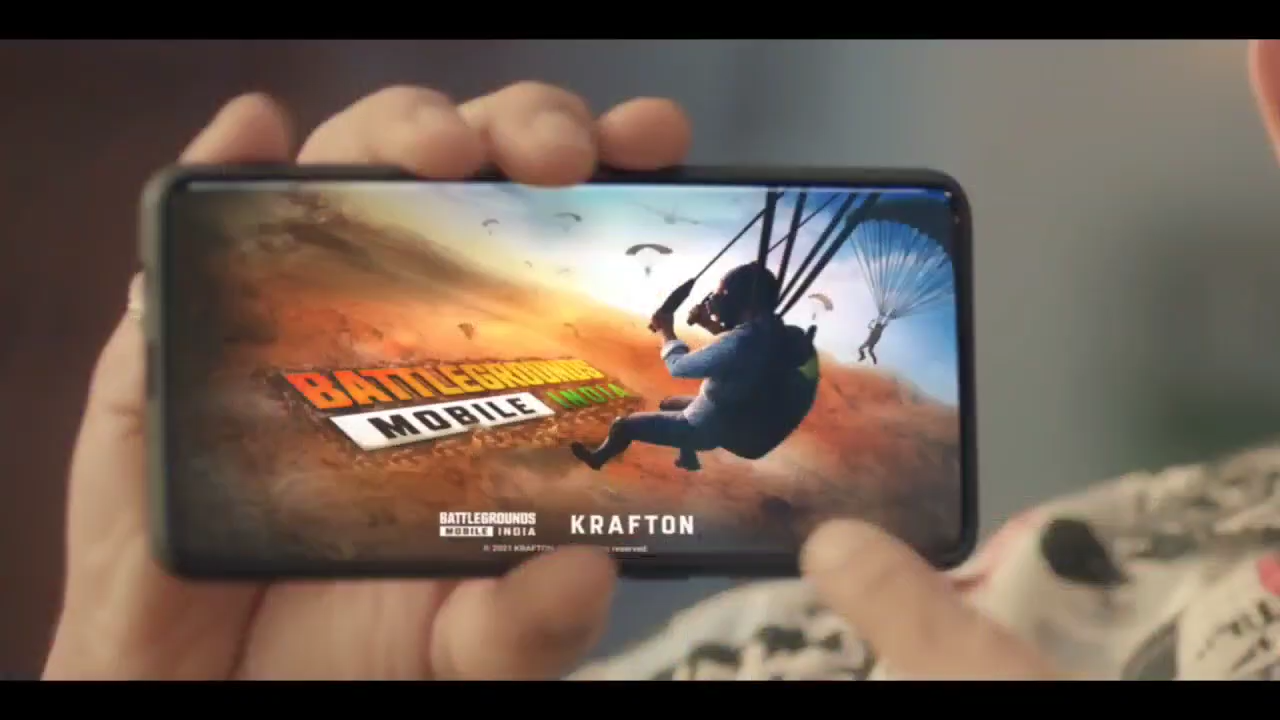 BATTLEGROUNDS
MOBILE INDIA
BATTLEGROUNDS
MOBILE INDIA
KRAFTON
© 2021 KRAFTON
reserved.